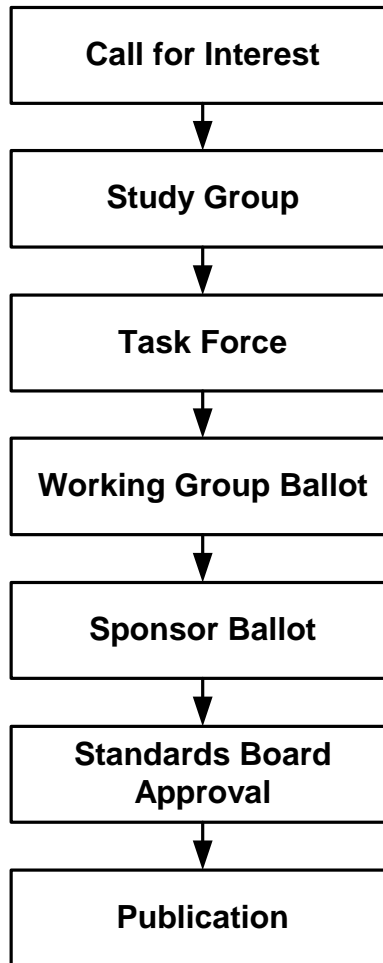 Call for Interest
Study Group
Task Force
Working Group Ballot
Sponsor Ballot
Standards Board
Approval
Publication